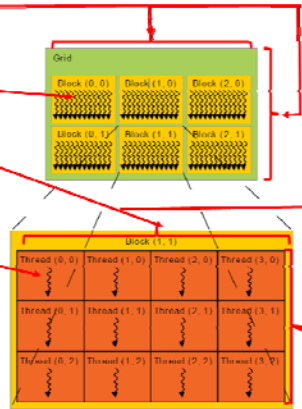 Grid
Block (0, 0) Block (1, 0) Block (2, 0)
Block (0, 1) Block (1, 1) Block (2, 1)
Block (1, 1)
Thread (0, 0) Thread (1, 0) Thread (2, 0) Thread (3, 0)
Thread (0, 1) Thread (1, 1) Thread (2, 1) Thread (3, 1)
Thread (0, 2) Thread (1, 2) Thread (2, 2) Thread (3, 2)